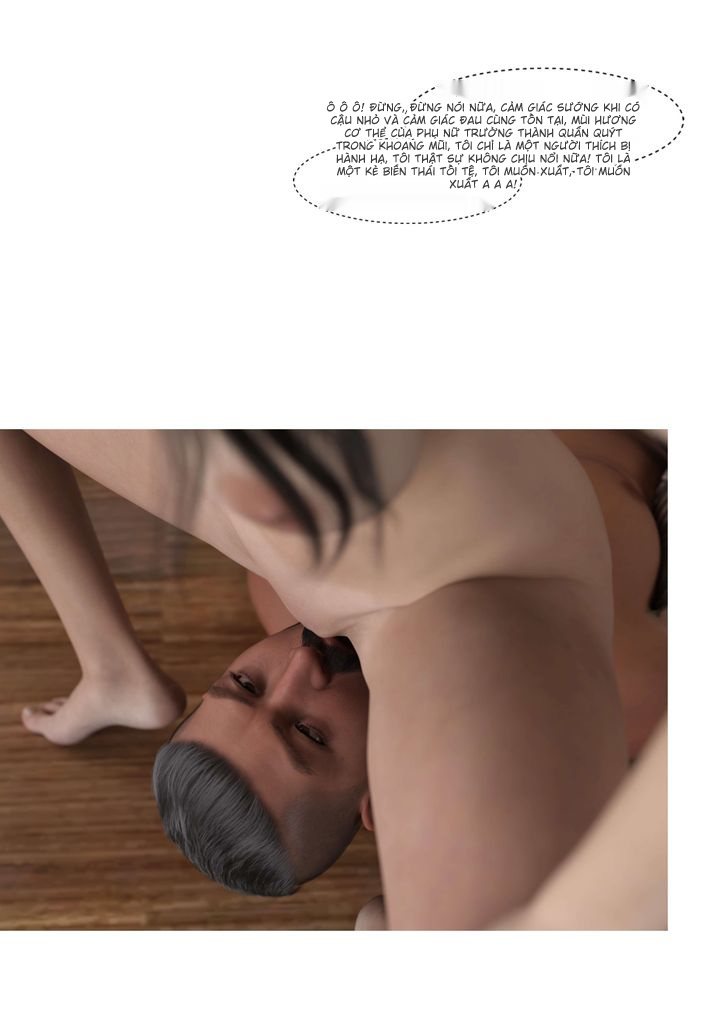 Ô Ô Ô! ĐỪNG, ĐỪNG NÓI NỮA, CẢM GIÁC SƯỚNG KHI CÓ
CẬU NHỎ VÀ CẢM GIÁC ĐAU CÙNG TỒN TẠI, MÙI HƯƠNG
CƠ THỂ CỦA PHỤ NỮ TRƯỞNG THÀNH QUẤN QUÝT
TRONG KHOANG MŨI, TÔI CHỈ LÀ MỘT NGƯỜI THÍCH BỊ
HÀNH HẠ, TÔI THẬT SỰ KHÔNG CHỊU NỔI NỮA! TÔI LÀ
MỘT KẺ BIẾN THÁI TỒI TỆ, TÔI MUỐN XUẤT, TÔI MUỐN
XUẤT A A A!